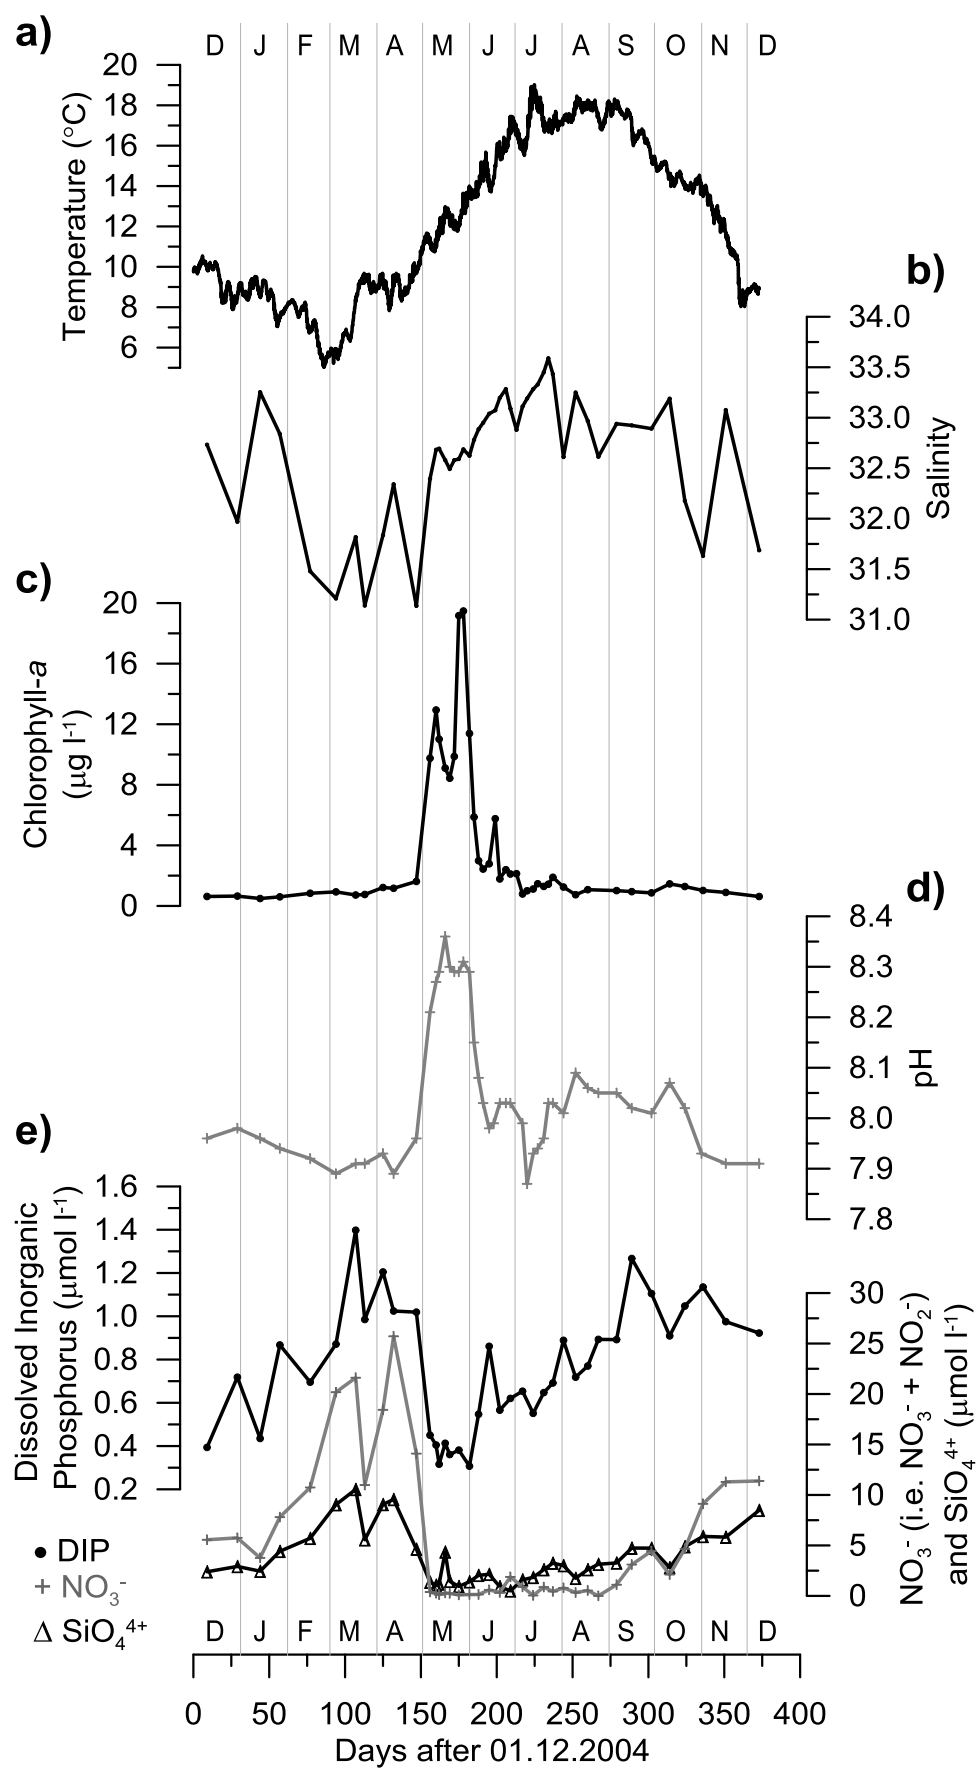 a)
D J F M A M J J A S O N D
20
18
16
14
12
10
8
6
Temperature (°C)
b)
34.0
33.5
33.0
32.5
32.0
31.5
31.0
Salinity
c)
20
16
12
8
4
0
Chlorophyll-a
(µg l⁻¹)
d)
8.4
8.3
8.2
8.1
8.0
7.9
7.8
pH
e)
1.6
1.4
1.2
1.0
0.8
0.6
0.4
0.2
Dissolved Inorganic
Phosphorus (µmol l⁻¹)
30
25
20
15
10
5
0
NO₃⁻ (i.e. NO₃⁻ + NO₂⁻)
and SiO₄⁴⁺ (µmol l⁻¹)
● DIP
+ NO₃⁻
Δ SiO₄⁴⁺
D J F M A M J J A S O N D
0 50 100 150 200 250 300 350 400
Days after 01.12.2004